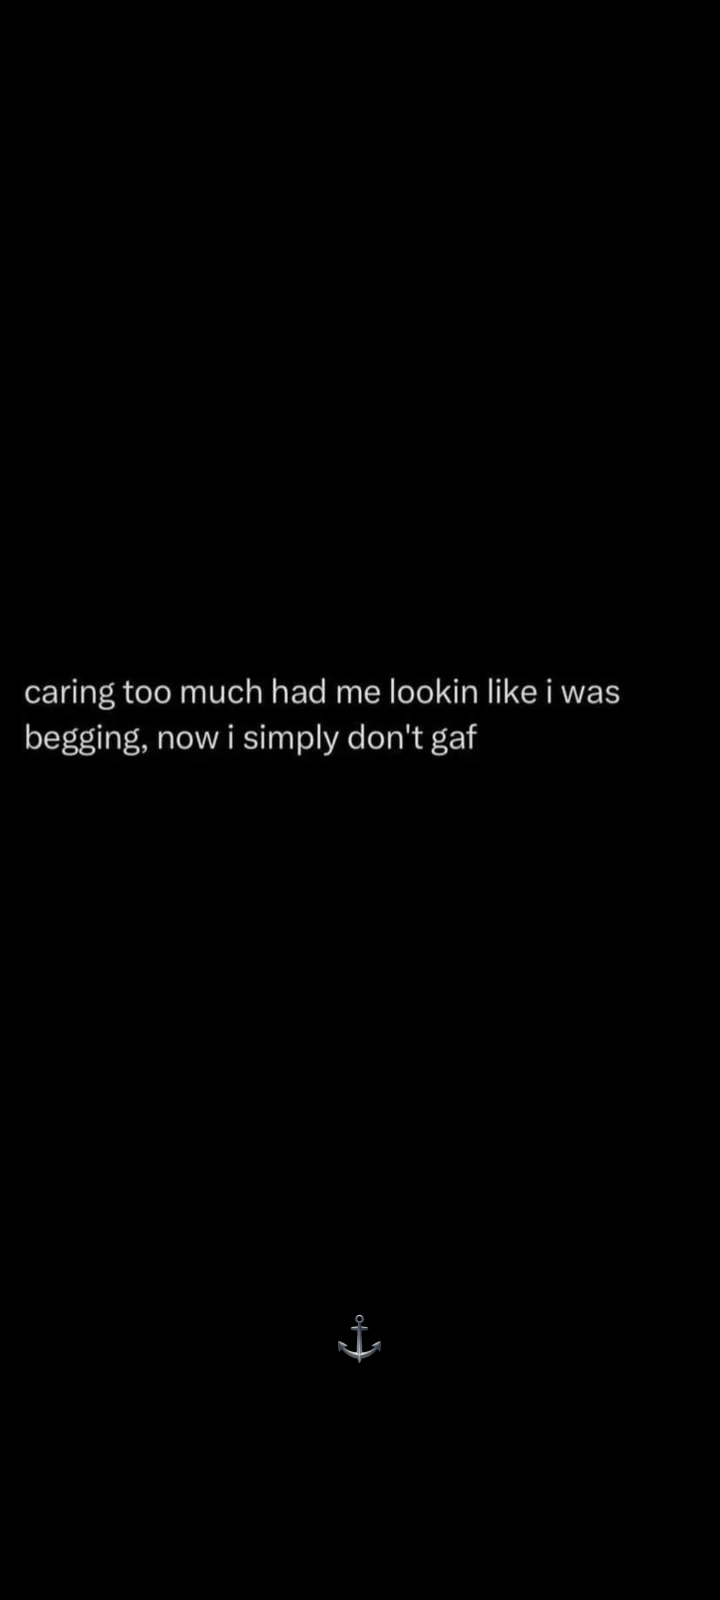 caring too much had me lookin like i was
begging, now i simply don't gaf